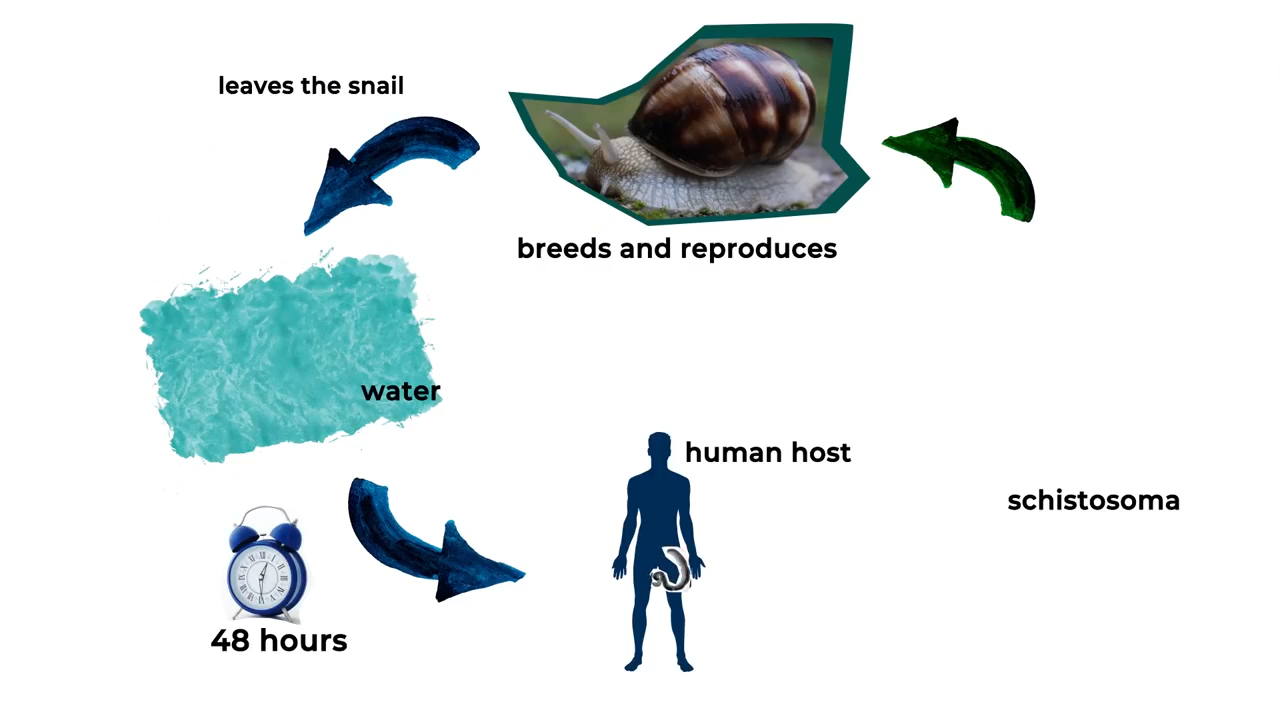 leaves the snail
breeds and reproduces
water
human host
schistosoma
48 hours